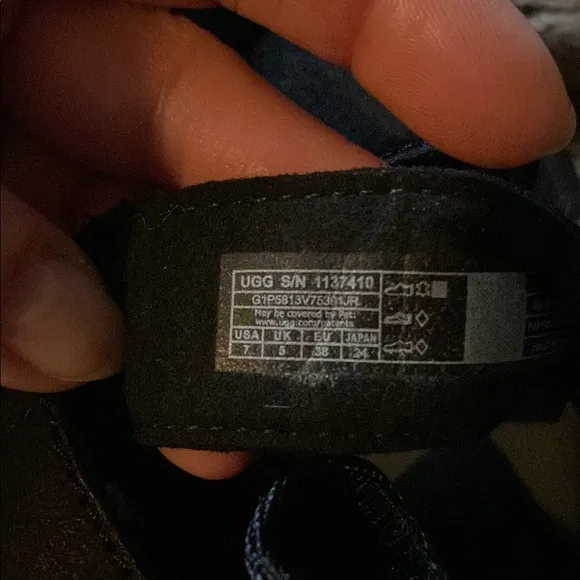 UGG S/N 1137410
G1P5813V75391JR
May be covered by Pat:
www.ugg.com/patents
USA UK EU JAPAN
7 5 38 24